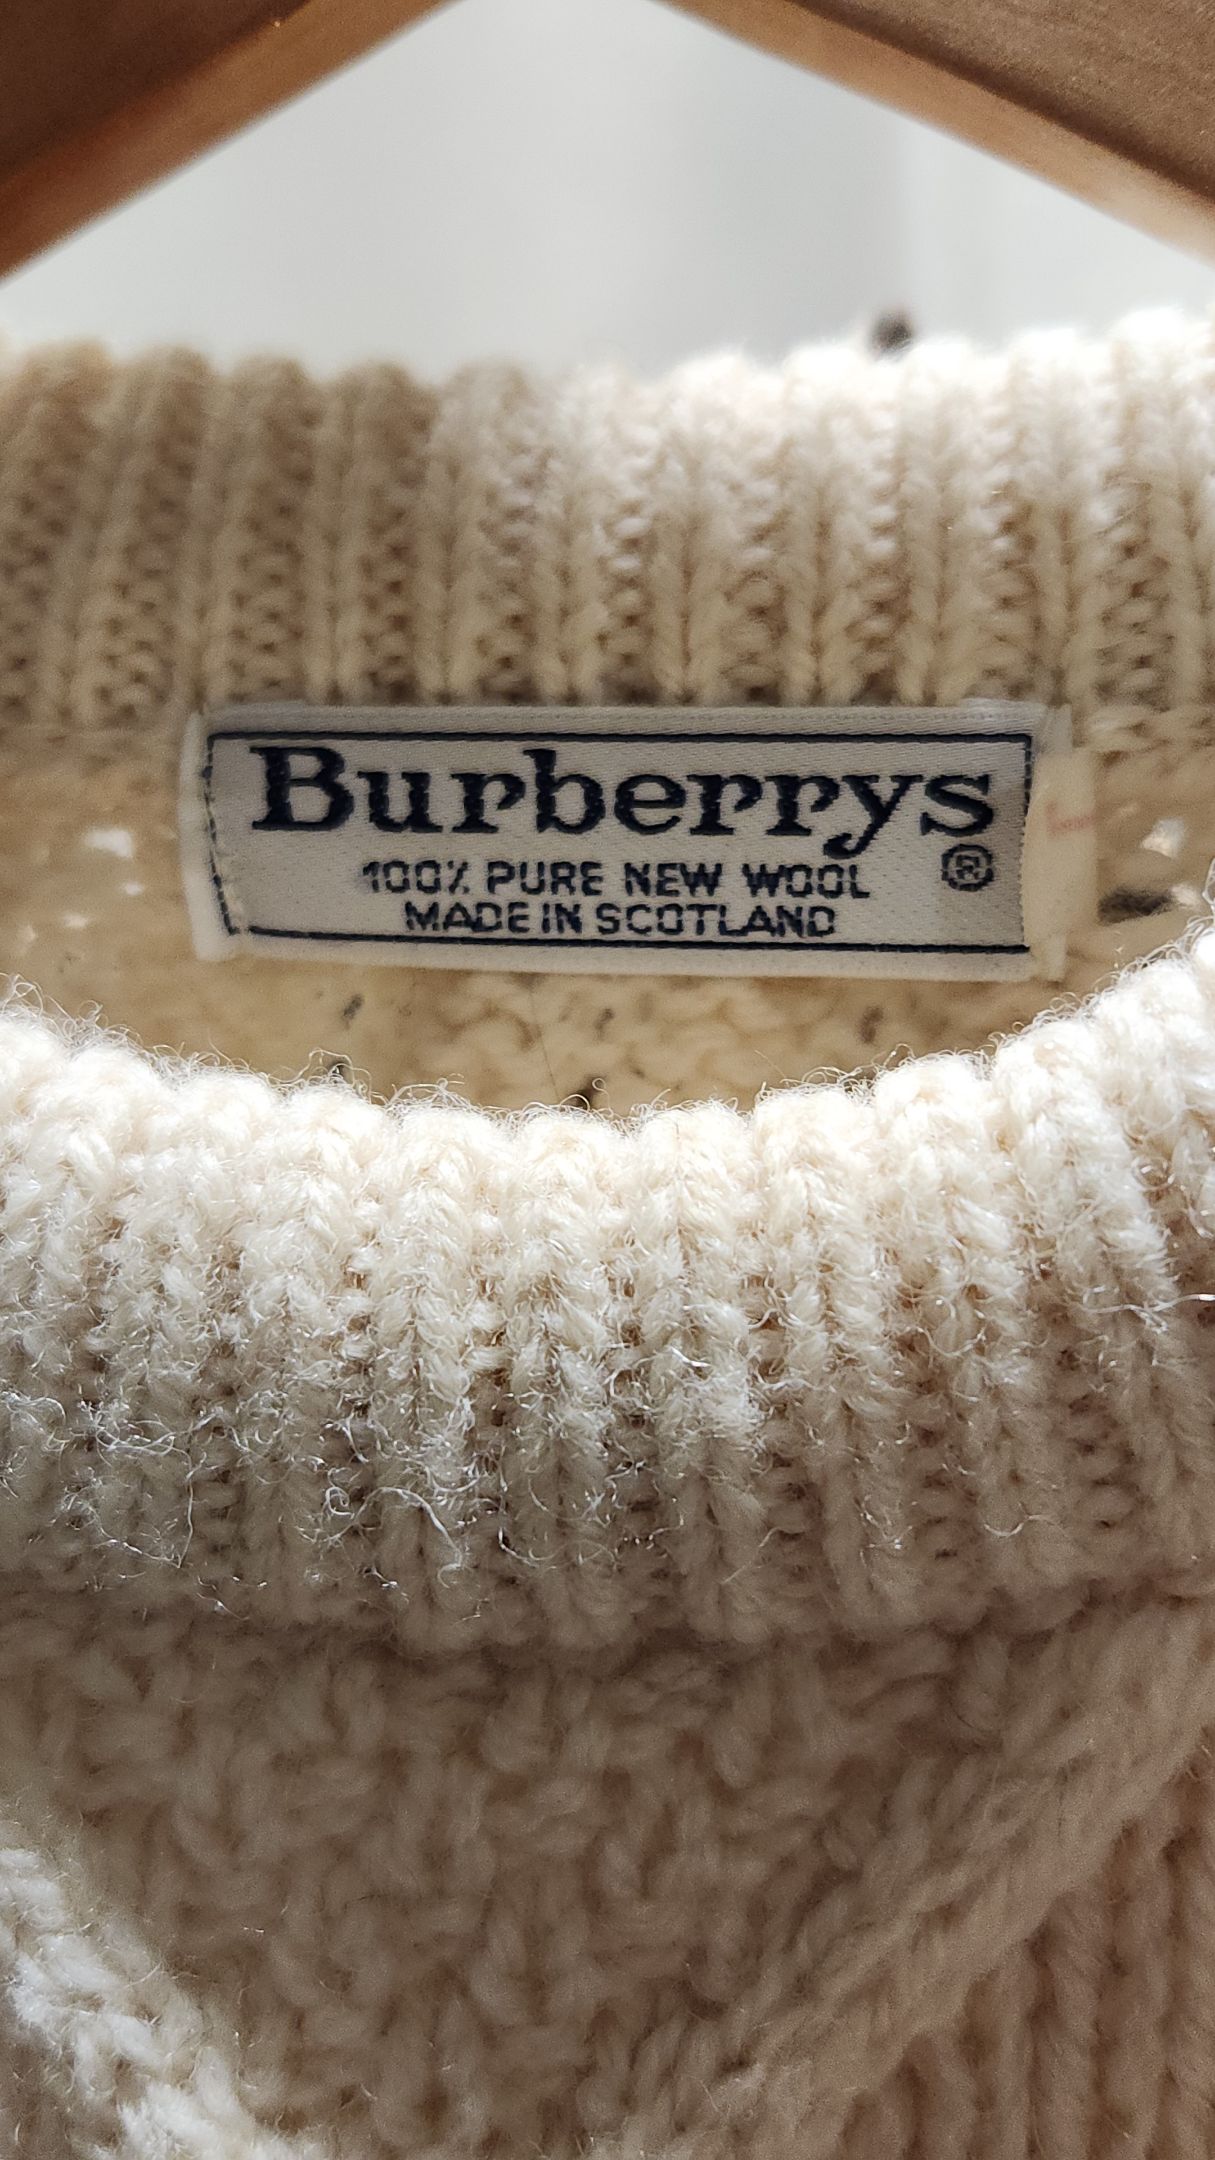 Burberrys
®
100% PURE NEW WOOL
MADE IN SCOTLAND